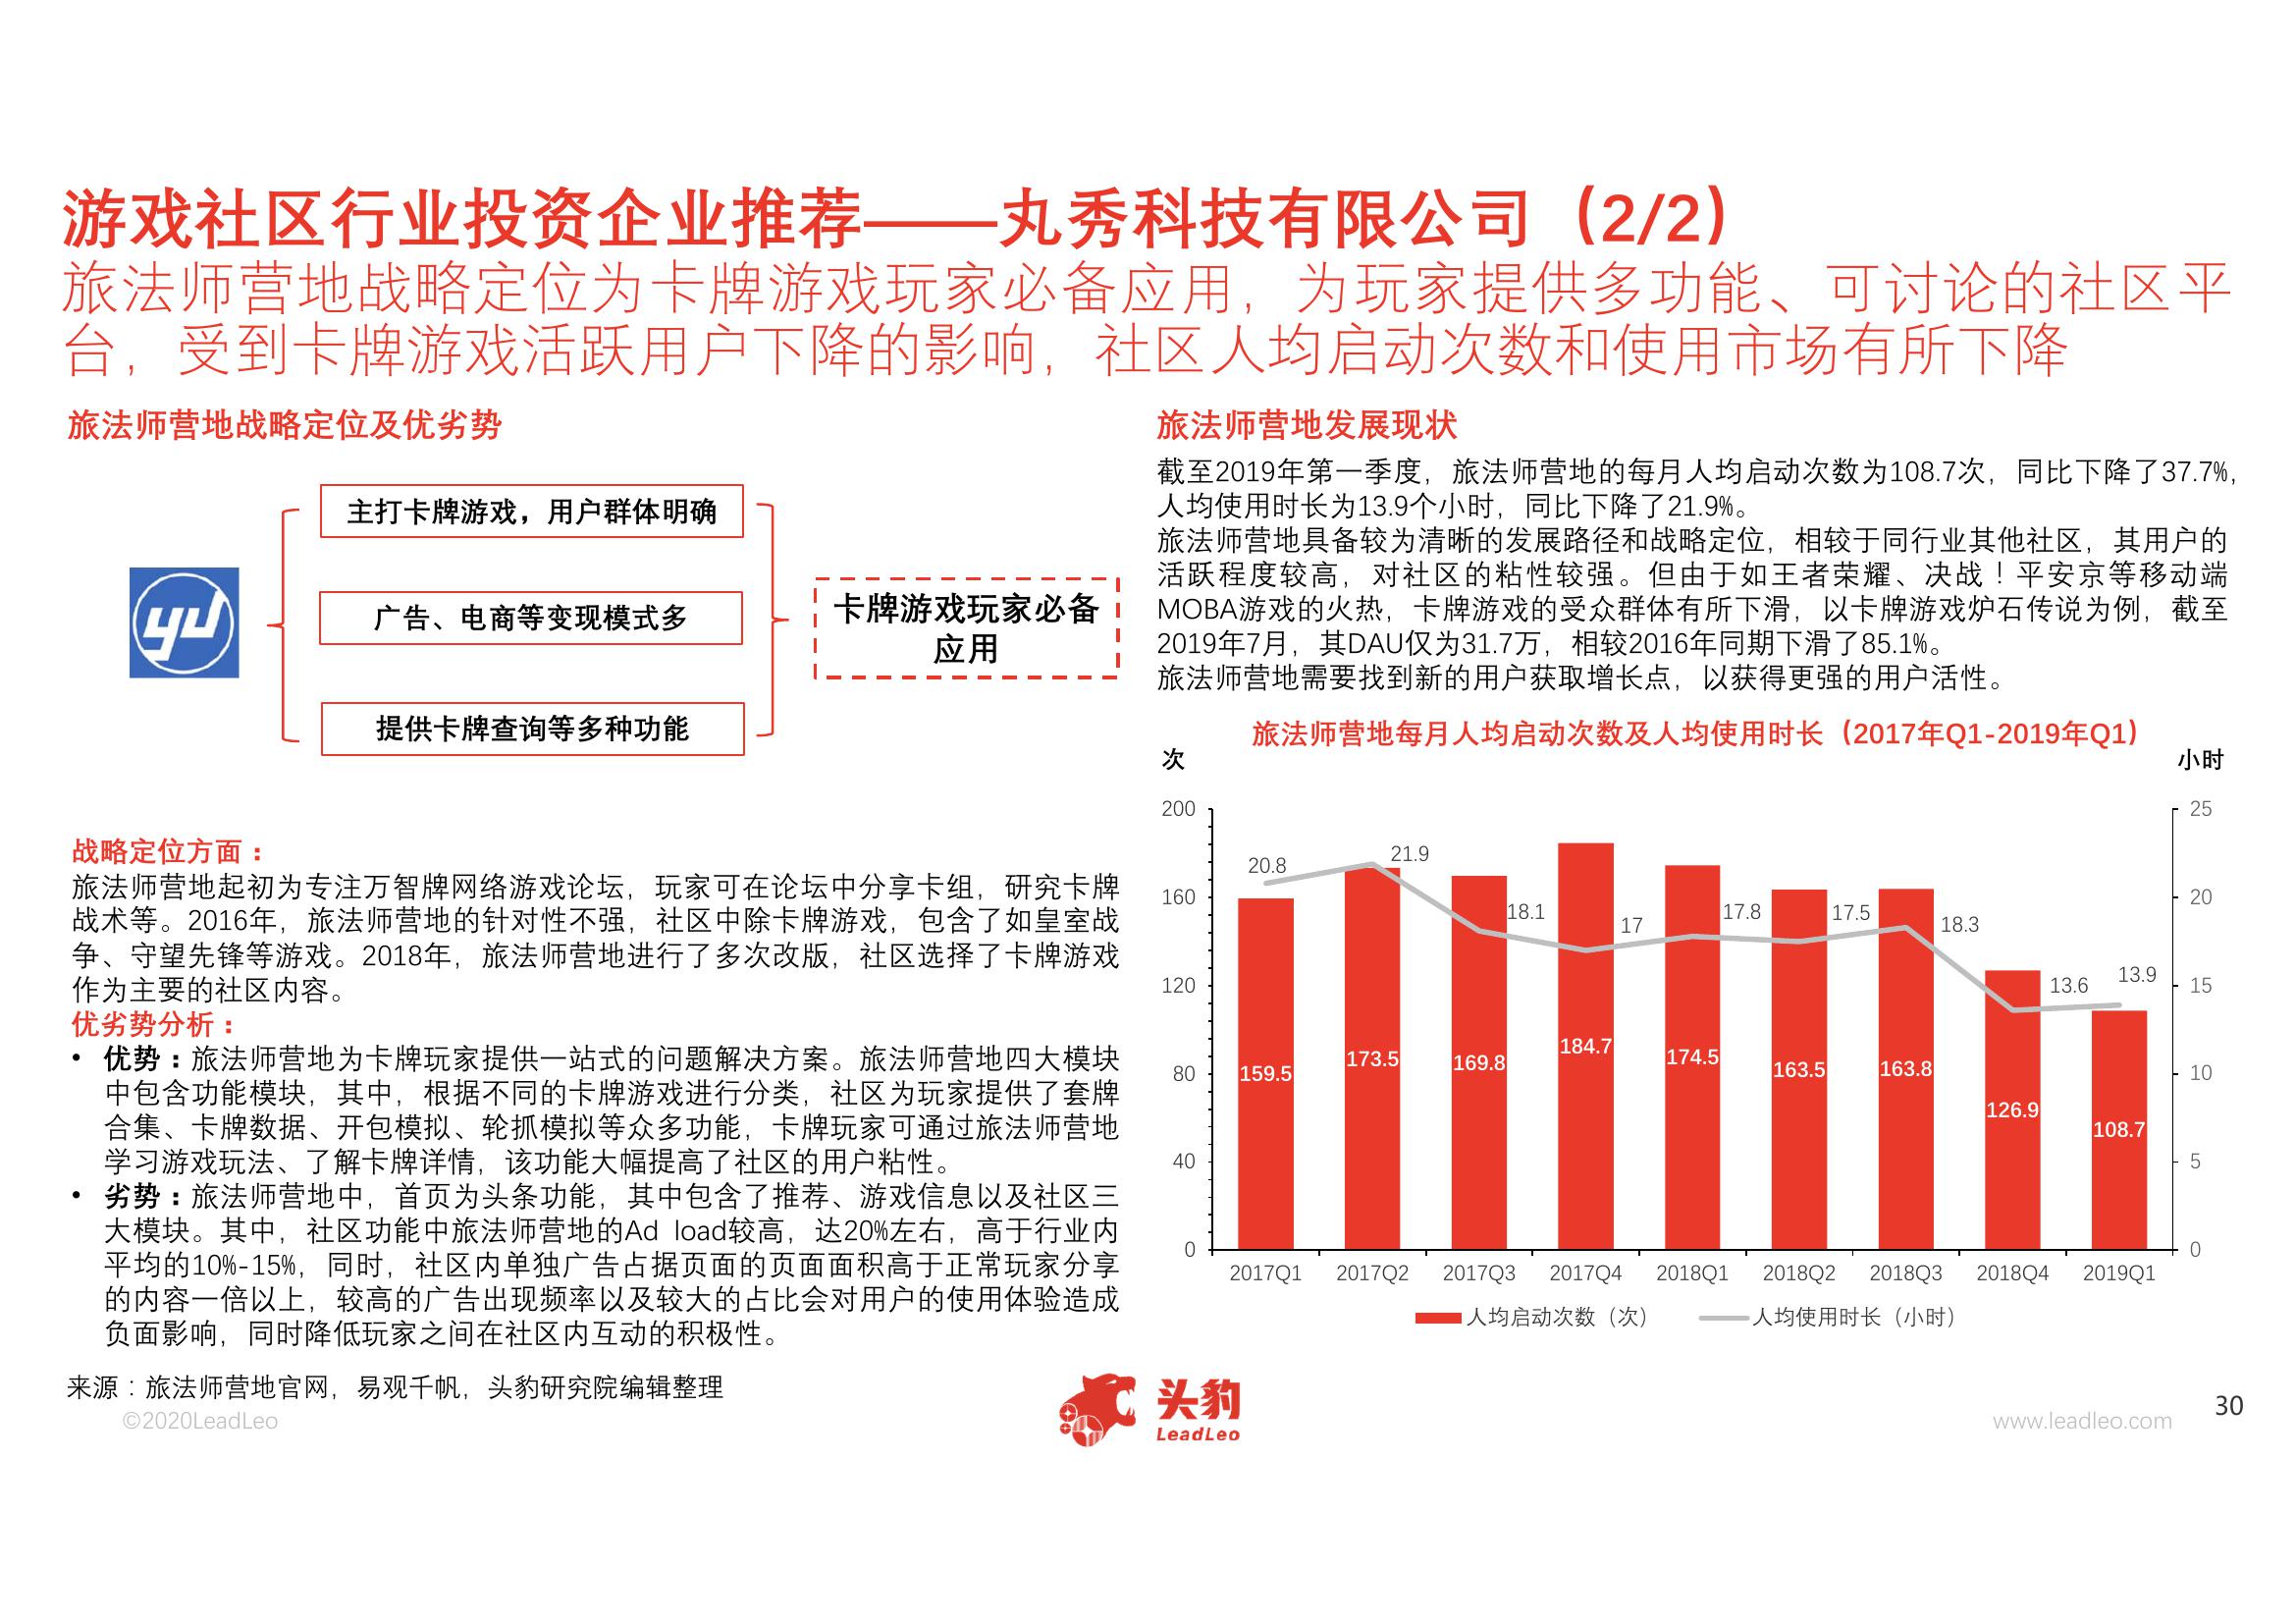 游戏社区行业投资企业推荐——丸秀科技有限公司（2/2）
旅法师营地战略定位为卡牌游戏玩家必备应用，为玩家提供多功能、可讨论的社区平
台，受到卡牌游戏活跃用户下降的影响，社区人均启动次数和使用市场有所下降
旅法师营地战略定位及优劣势
主打卡牌游戏，用户群体明确
广告、电商等变现模式多
提供卡牌查询等多种功能
卡牌游戏玩家必备
应用
战略定位方面：
旅法师营地起初为专注万智牌网络游戏论坛，玩家可在论坛中分享卡组，研究卡牌
战术等。2016年，旅法师营地的针对性不强，社区中除卡牌游戏，包含了如皇室战
争、守望先锋等游戏。2018年，旅法师营地进行了多次改版，社区选择了卡牌游戏
作为主要的社区内容。
优劣势分析：
• 优势：旅法师营地为卡牌玩家提供一站式的问题解决方案。旅法师营地四大模块
中包含功能模块，其中，根据不同的卡牌游戏进行分类，社区为玩家提供了套牌
合集、卡牌数据、开包模拟、轮抓模拟等众多功能，卡牌玩家可通过旅法师营地
学习游戏玩法、了解卡牌详情，该功能大幅提高了社区的用户粘性。
• 劣势：旅法师营地中，首页为头条功能，其中包含了推荐、游戏信息以及社区三
大模块。其中，社区功能中旅法师营地的Ad load较高，达20%左右，高于行业内
平均的10%-15%，同时，社区内单独广告占据页面的页面面积高于正常玩家分享
的内容一倍以上，较高的广告出现频率以及较大的占比会对用户的使用体验造成
负面影响，同时降低玩家之间在社区内互动的积极性。
旅法师营地发展现状
截至2019年第一季度，旅法师营地的每月人均启动次数为108.7次，同比下降了37.7%，
人均使用时长为13.9个小时，同比下降了21.9%。
旅法师营地具备较为清晰的发展路径和战略定位，相较于同行业其他社区，其用户的
活跃程度较高，对社区的粘性较强。但由于如王者荣耀、决战！平安京等移动端
MOBA游戏的火热，卡牌游戏的受众群体有所下滑，以卡牌游戏炉石传说为例，截至
2019年7月，其DAU仅为31.7万，相较2016年同期下滑了85.1%。
旅法师营地需要找到新的用户获取增长点，以获得更强的用户活性。
旅法师营地每月人均启动次数及人均使用时长（2017年Q1-2019年Q1）
次 小时
200 160 120 80 40 0
25 20 15 10 5 0
20.8 21.9 18.1 17 17.8 17.5 18.3 13.6 13.9
159.5 173.5 169.8 184.7 174.5 163.5 163.8 126.9 108.7
2017Q1 2017Q2 2017Q3 2017Q4 2018Q1 2018Q2 2018Q3 2018Q4 2019Q1
人均启动次数（次） 人均使用时长（小时）
来源：旅法师营地官网，易观千帆，头豹研究院编辑整理
©2020LeadLeo
头豹
LeadLeo
www.leadleo.com
30